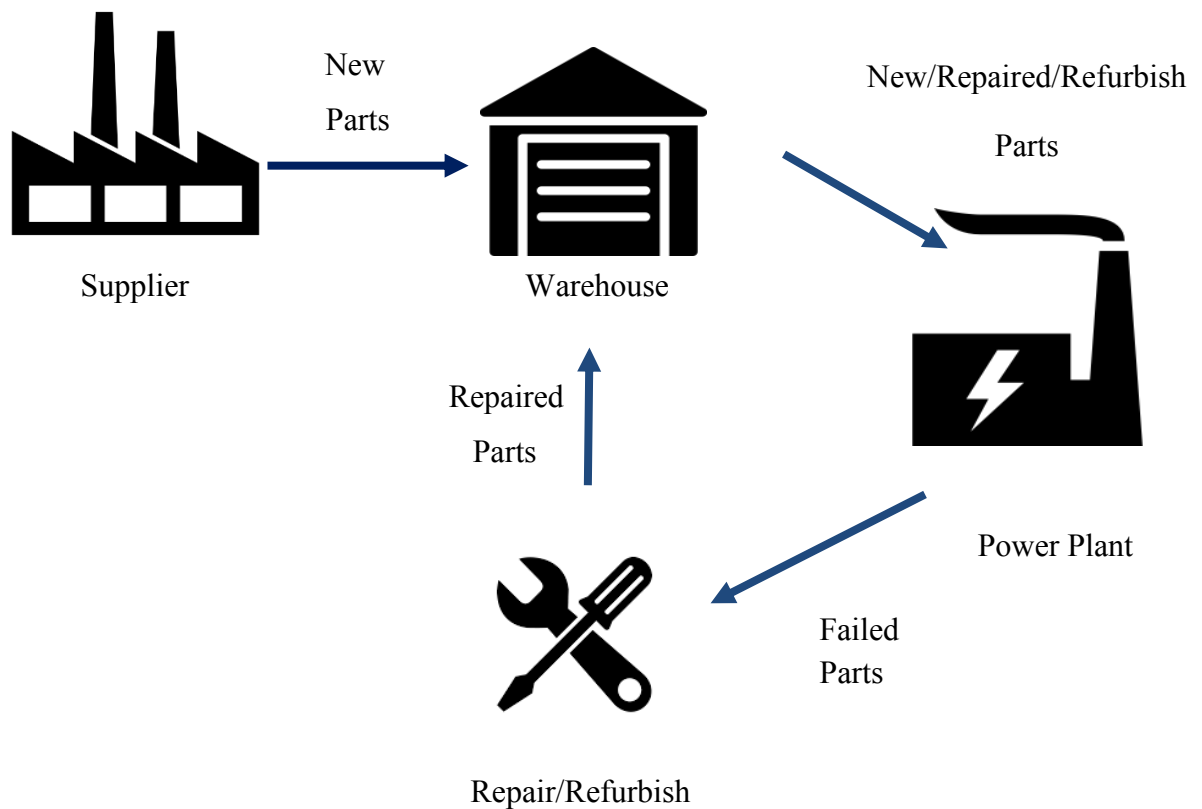 New
Parts
New/Repaired/Refurbish
Parts
Supplier
Warehouse
Repaired
Parts
Power Plant
Failed
Parts
Repair/Refurbish